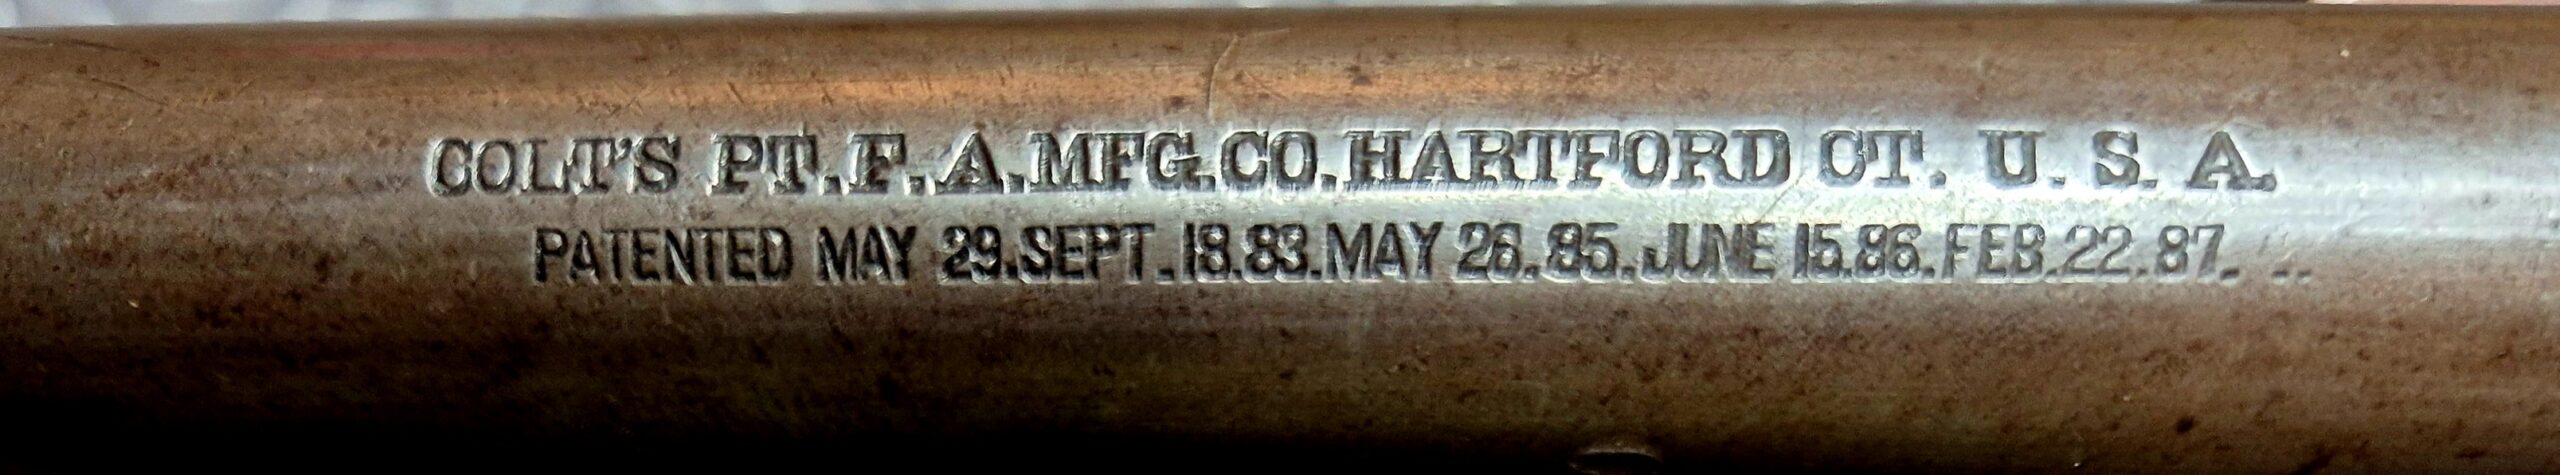 COLT'S PT.F.A.MFG.CO.HARTFORD CT. U. S. A.
PATENTED MAY 29.SEPT.18.83.MAY 26.85.JUNE 15.86.FEB.22.87.